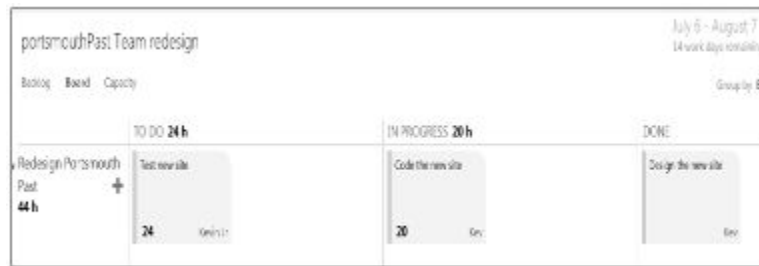 portsmouthPast Team redesign
July 6 - August 7
14 work days remaining
Backlog Board Capacity
Group by
TO DO 24 h
IN PROGRESS 20 h
DONE
Redesign Portsmouth
Past
44 h
Test new site
24
Code the new site
20 Kev
Design the new site
Kev